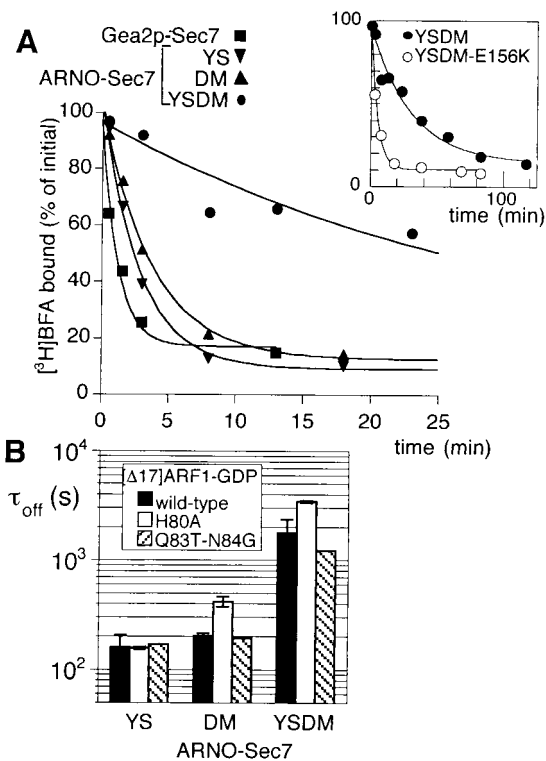 A
Gea2p-Sec7 ■
YS ▼
ARNO-Sec7
DM ▲
YSDM ●
100
● YSDM
○ YSDM-E156K
0
0
100
time (min)
[³H]BFA bound (% of initial)
100
80
60
40
20
0
0
5
10
15
20
25
time (min)
B
τoff (s)
10⁴
10³
10²
Δ17]ARF1-GDP
wild-type
H80A
Q83T-N84G
YS
DM
YSDM
ARNO-Sec7